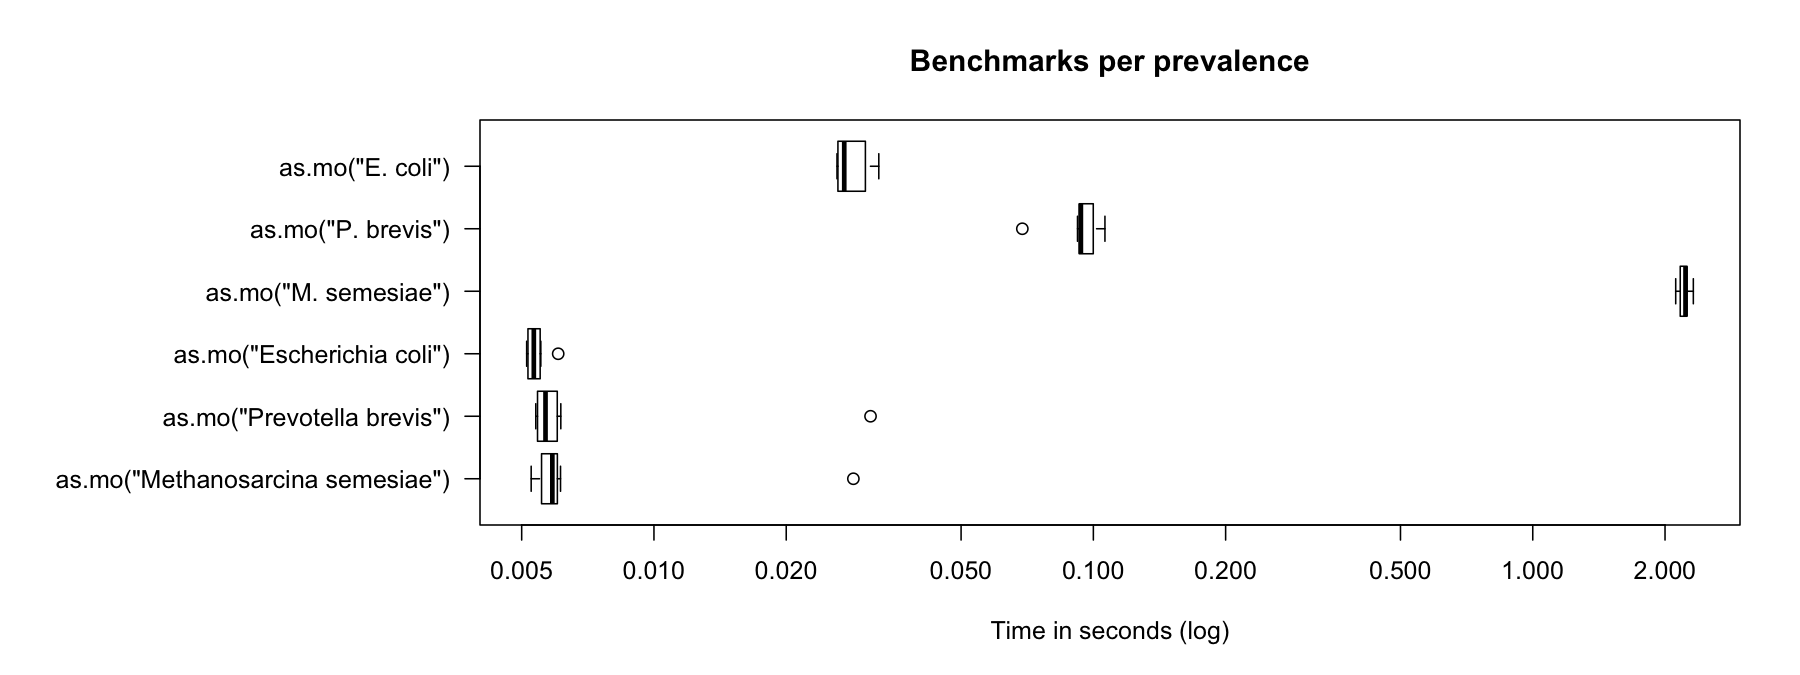 Benchmarks per prevalence
as.mo("E. coli")
as.mo("P. brevis")
as.mo("M. semesiae")
as.mo("Escherichia coli")
as.mo("Prevotella brevis")
as.mo("Methanosarcina semesiae")
0.005 0.010 0.020 0.050 0.100 0.200 0.500 1.000 2.000
Time in seconds (log)